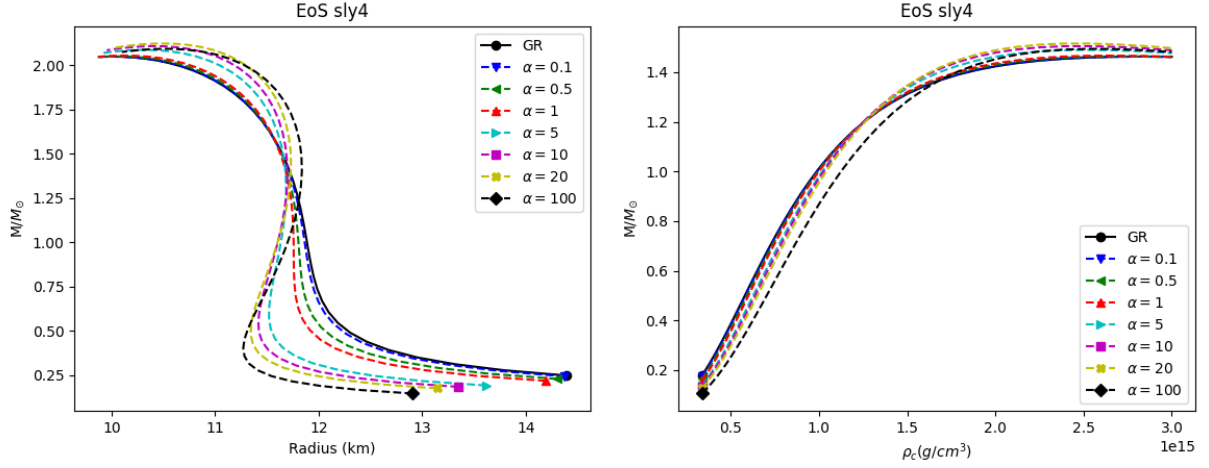 EoS sly4
M/M⊙
2.00
1.75
1.50
1.25
1.00
0.75
0.50
0.25
10
11
12
13
14
Radius (km)
GR
α = 0.1
α = 0.5
α = 1
α = 5
α = 10
α = 20
α = 100
EoS sly4
M/M⊙
1.4
1.2
1.0
0.8
0.6
0.4
0.2
0.5
1.0
1.5
2.0
2.5
3.0
1e15
ρc(g/cm³)
GR
α = 0.1
α = 0.5
α = 1
α = 5
α = 10
α = 20
α = 100